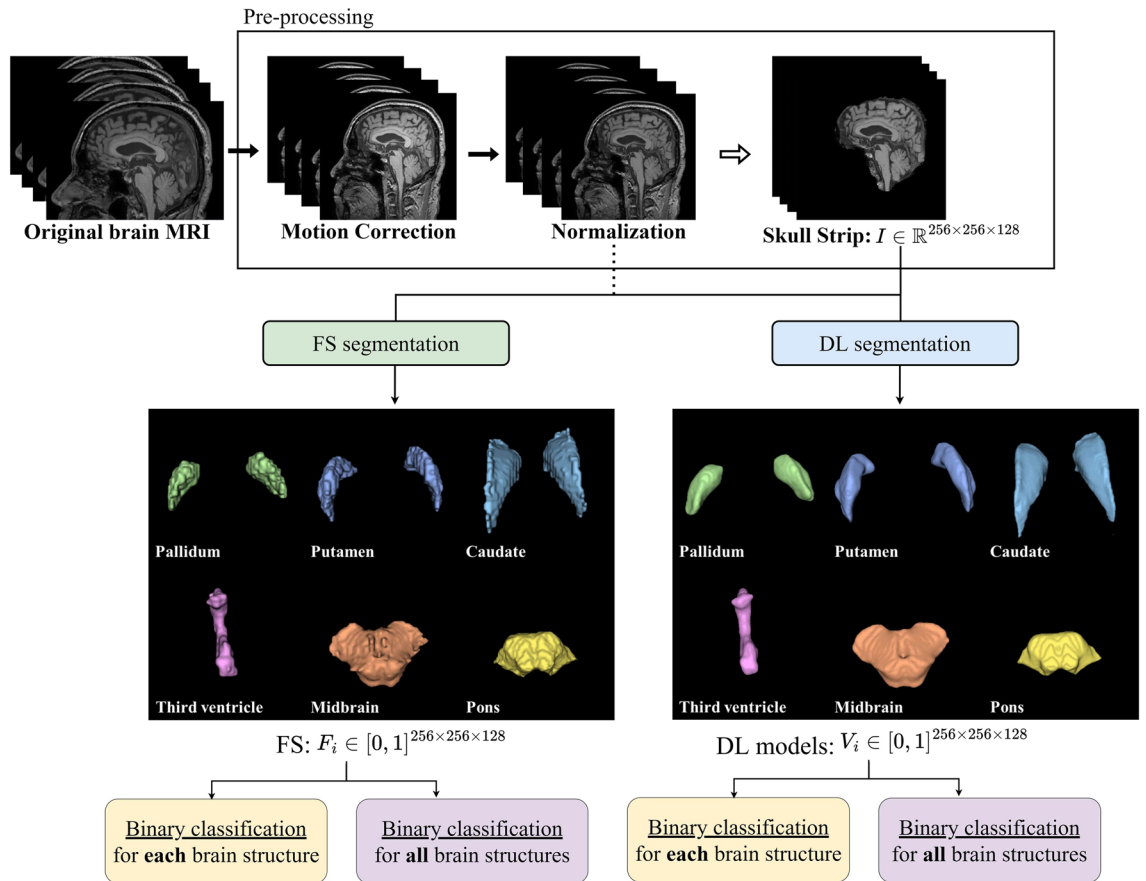 Pre-processing
Original brain MRI
Motion Correction
Normalization
Skull Strip: I ∈ ℝ^{256×256×128}
FS segmentation
DL segmentation
Pallidum
Putamen
Caudate
Third ventricle
Midbrain
Pons
Pallidum
Putamen
Caudate
Third ventricle
Midbrain
Pons
FS: F_i ∈ [0, 1]^{256×256×128}
DL models: V_i ∈ [0, 1]^{256×256×128}
Binary classification
for each brain structure
Binary classification
for all brain structures
Binary classification
for each brain structure
Binary classification
for all brain structures